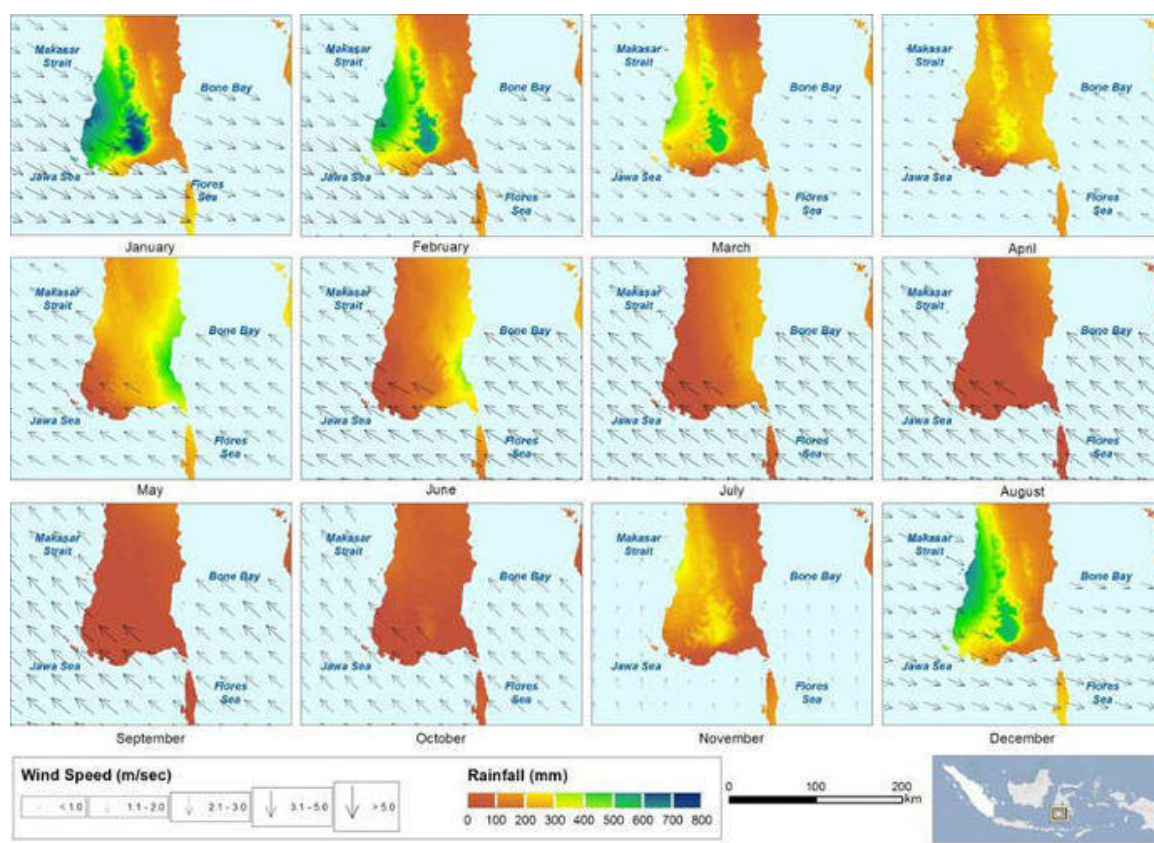 Makasar
Strait
Bone Bay
Jawa Sea
Flores
Sea
January
Makasar
Strait
Bone Bay
Jawa Sea
Flores
Sea
February
Makasar
Strait
Bone Bay
Jawa Sea
Flores
Sea
March
Makasar
Strait
Bone Bay
Jawa Sea
Flores
Sea
April
Makasar
Strait
Bone Bay
Jawa Sea
Flores
Sea
May
Makasar
Strait
Bone Bay
Jawa Sea
Flores
Sea
June
Makasar
Strait
Bone Bay
Jawa Sea
Flores
Sea
July
Makasar
Strait
Bone Bay
Jawa Sea
Flores
Sea
August
Makasar
Strait
Bone Bay
Jawa Sea
Flores
Sea
September
Makasar
Strait
Bone Bay
Jawa Sea
Flores
Sea
October
Makasar
Strait
Bone Bay
Jawa Sea
Flores
Sea
November
Makasar
Strait
Bone Bay
Jawa Sea
Flores
Sea
December
Wind Speed (m/sec)
< 1.0 1.1 - 2.0 2.1 - 3.0 3.1 - 5.0 > 5.0
Rainfall (mm)
0 100 200 300 400 500 600 700 800
0 100 200
km